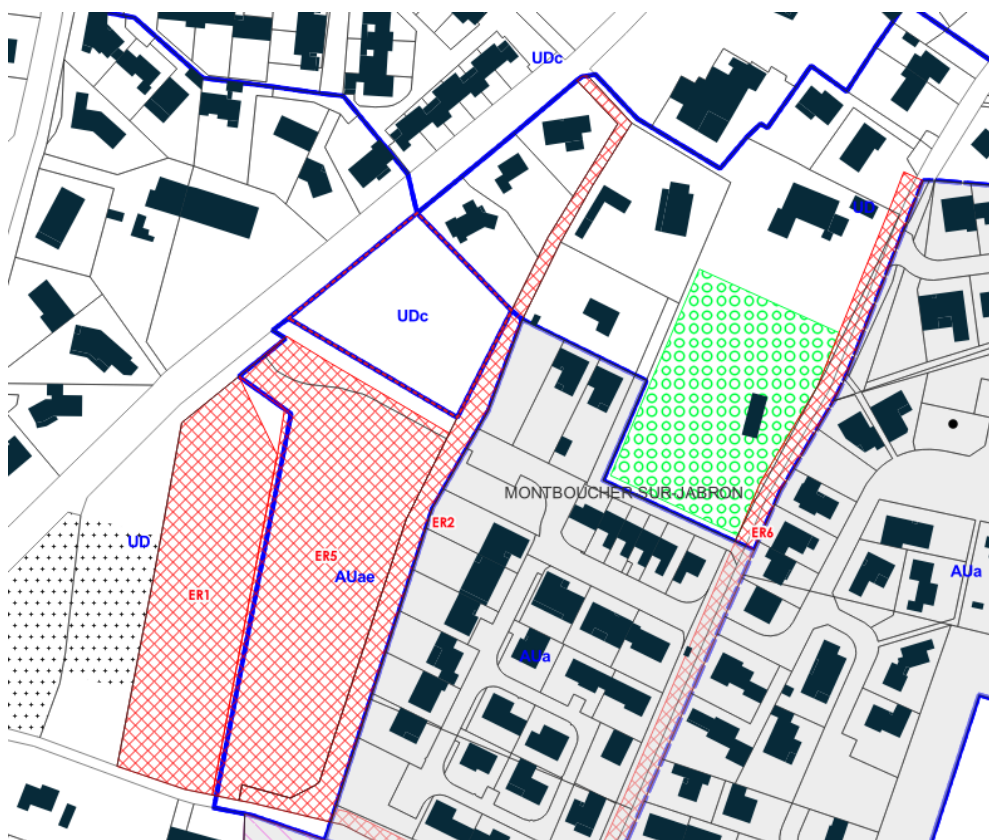 UDc
UD
UDc
MONTBOUCHER-SUR-JABRON
ER2
ER6
UD
ER5
AUae
AUa
ER1
AUa